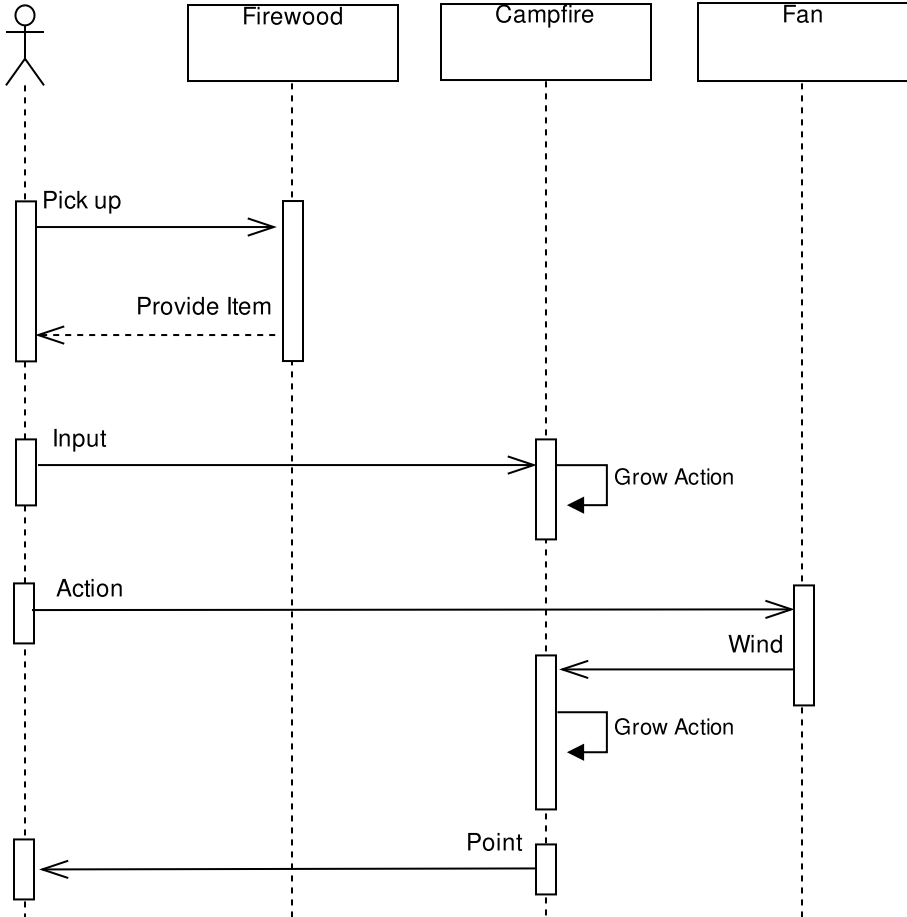 Firewood
Campfire
Fan
Pick up
Provide Item
Input
Grow Action
Action
Wind
Grow Action
Point